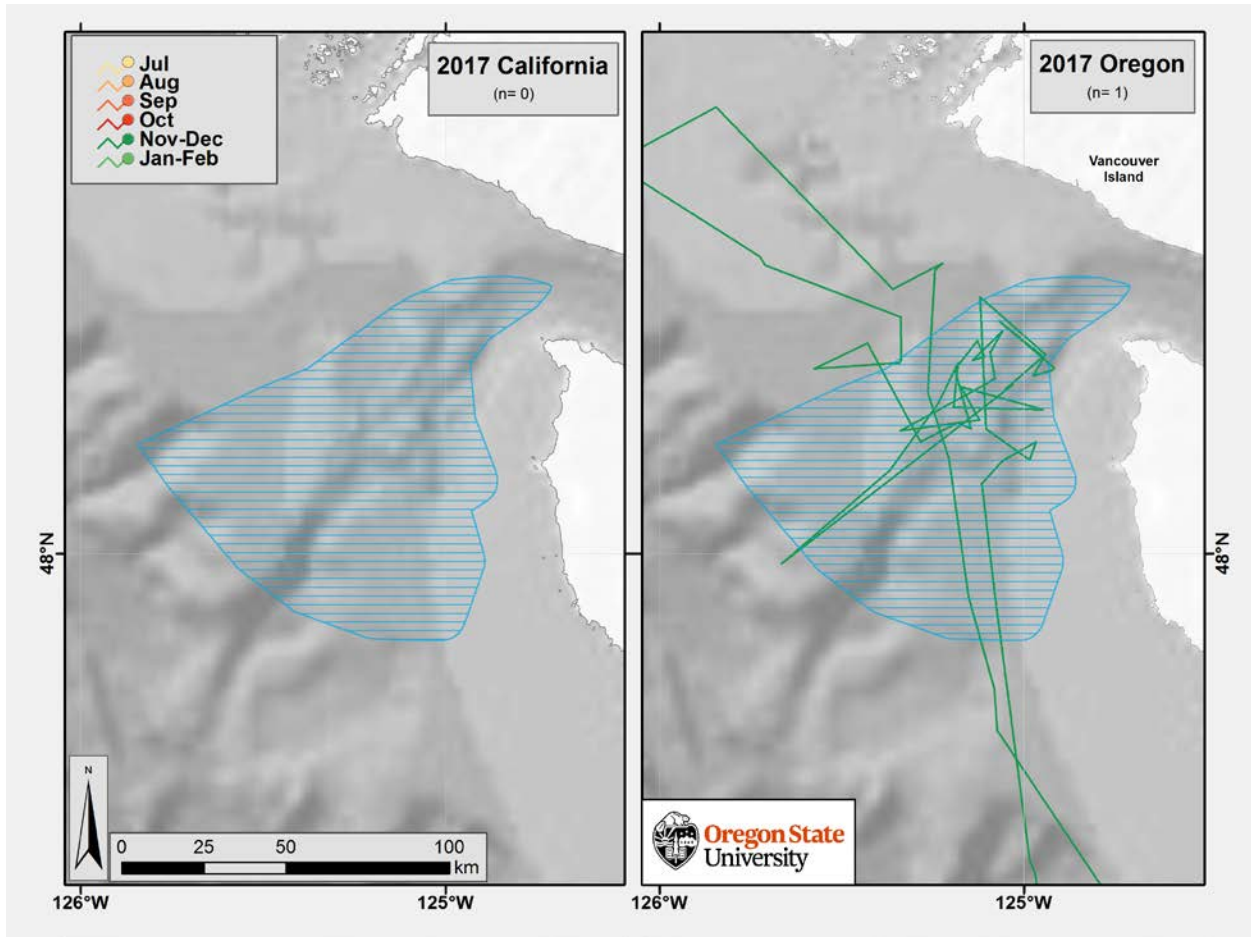 Jul
Aug
Sep
Oct
Nov-Dec
Jan-Feb
2017 California
(n= 0)
2017 Oregon
(n= 1)
Vancouver
Island
48°N
48°N
N
0 25 50 100
km
Oregon State
University
126°W 125°W
126°W 125°W